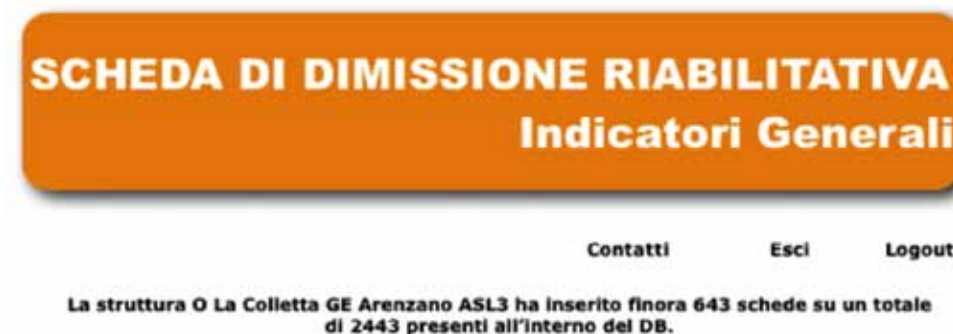 SCHEDA DI DIMISSIONE RIABILITATIVA
Indicatori Generali
Contatti Esci Logout
La struttura O La Colletta GE Arenzano ASL3 ha inserito finora 643 schede su un totale
di 2443 presenti all'interno del DB.